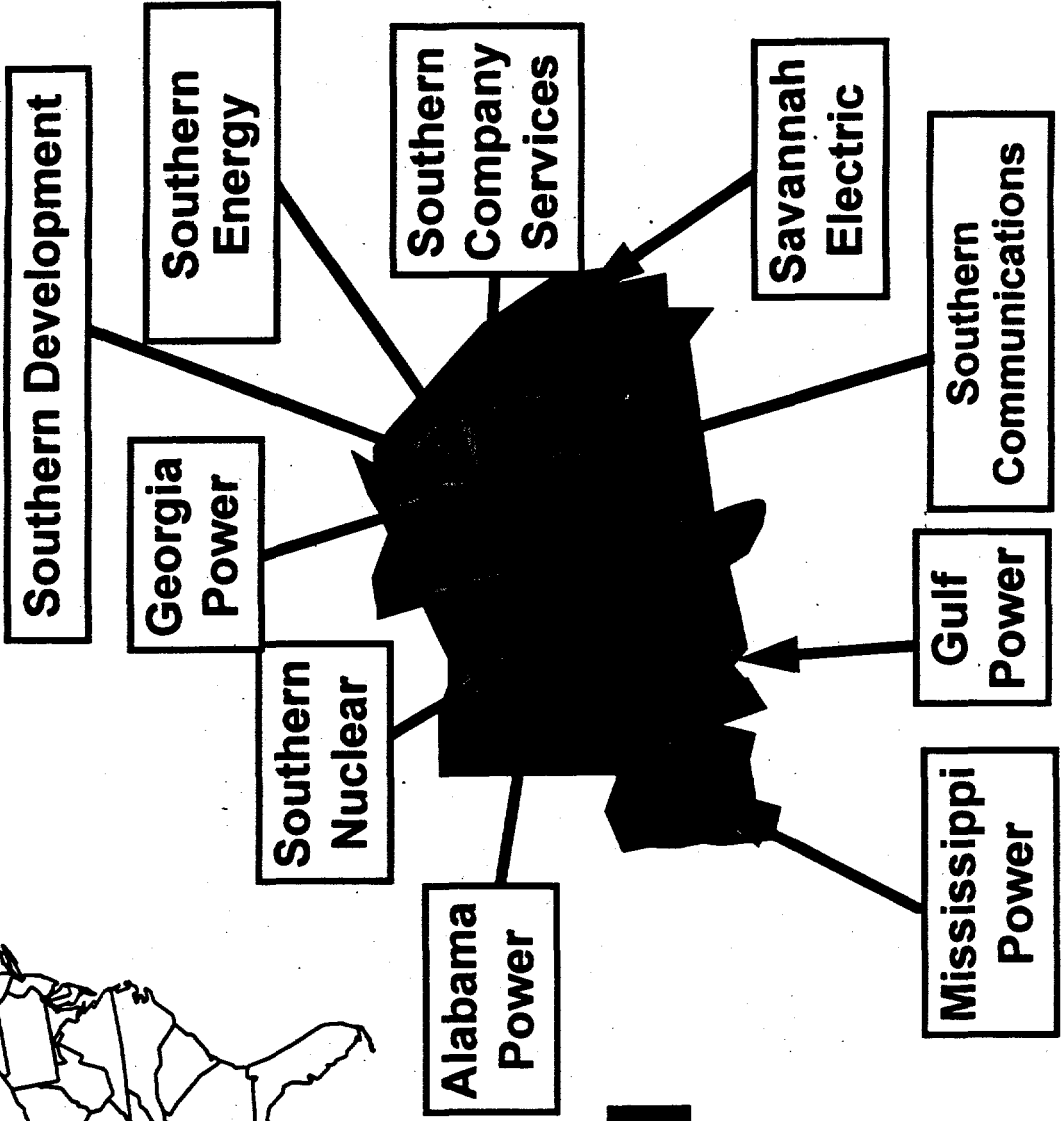 Southern Development
Georgia
Power
Southern
Energy
Southern
Nuclear
Southern
Company
Services
Alabama
Power
Savannah
Electric
Mississippi
Power
Gulf
Power
Southern
Communications